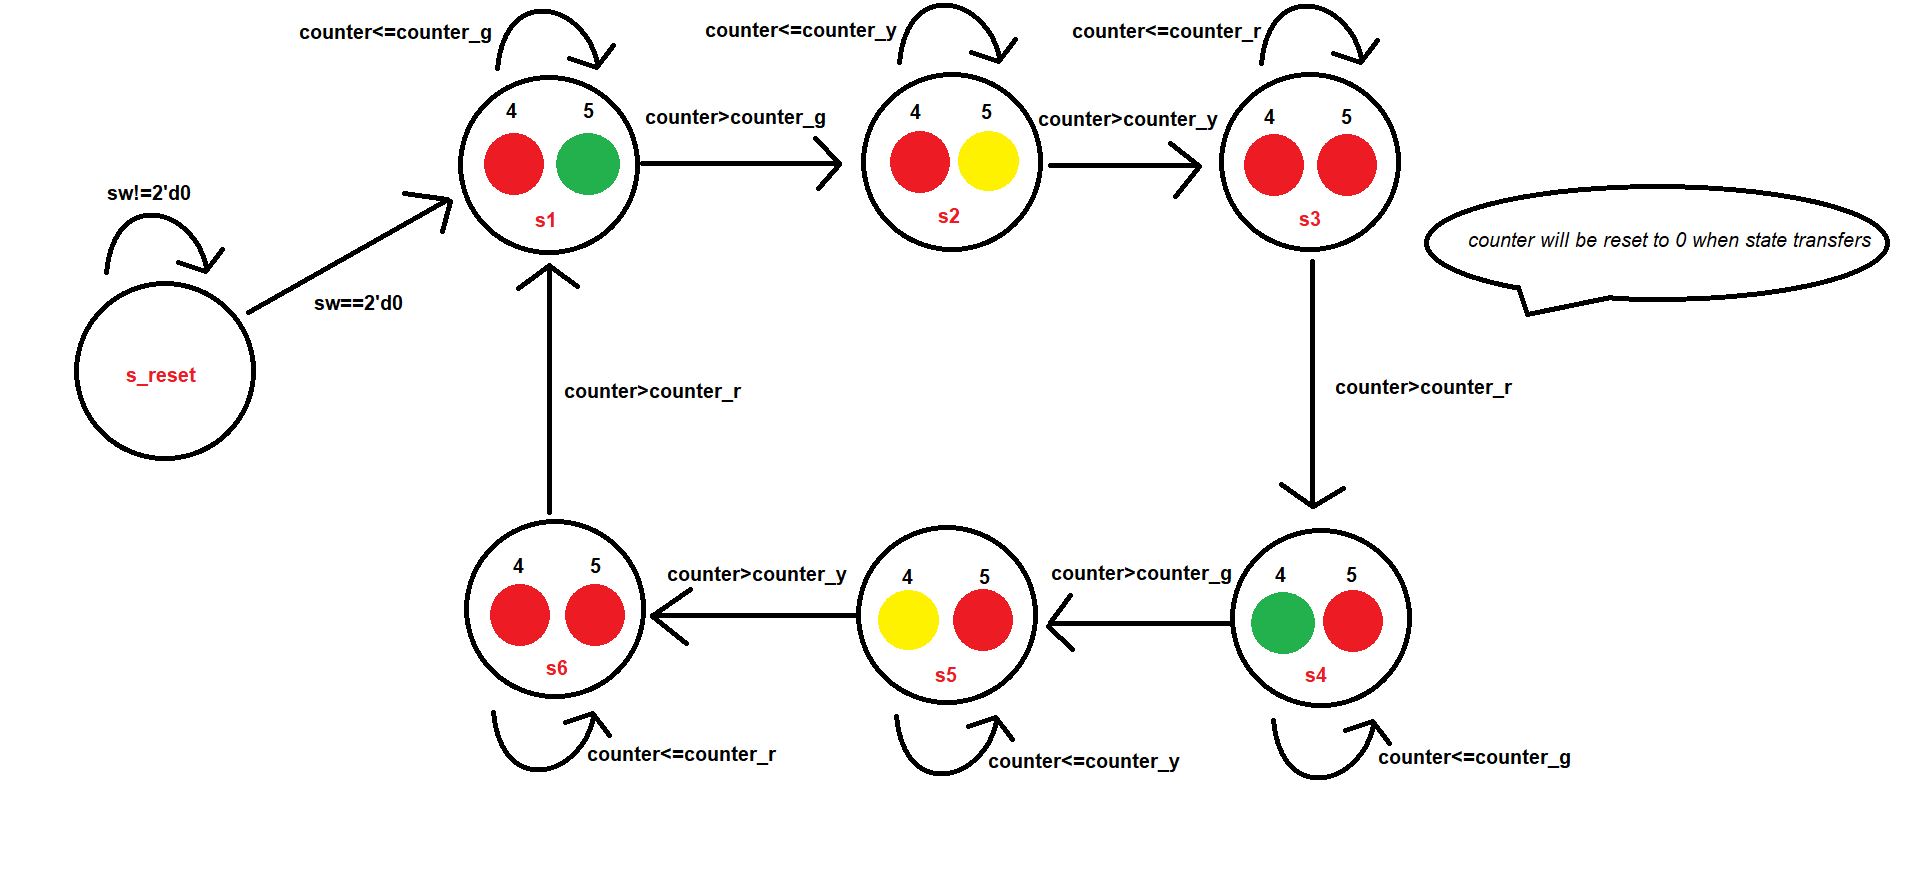 counter<=counter_g
counter<=counter_y
counter<=counter_r
4 5
counter>counter_g
4 5
counter>counter_y
4 5
sw!=2'd0
s1
s2
s3
counter will be reset to 0 when state transfers
sw==2'd0
s_reset
counter>counter_r
counter>counter_r
4 5
counter>counter_y
4 5
counter>counter_g
4 5
s6
s5
s4
counter<=counter_r
counter<=counter_y
counter<=counter_g